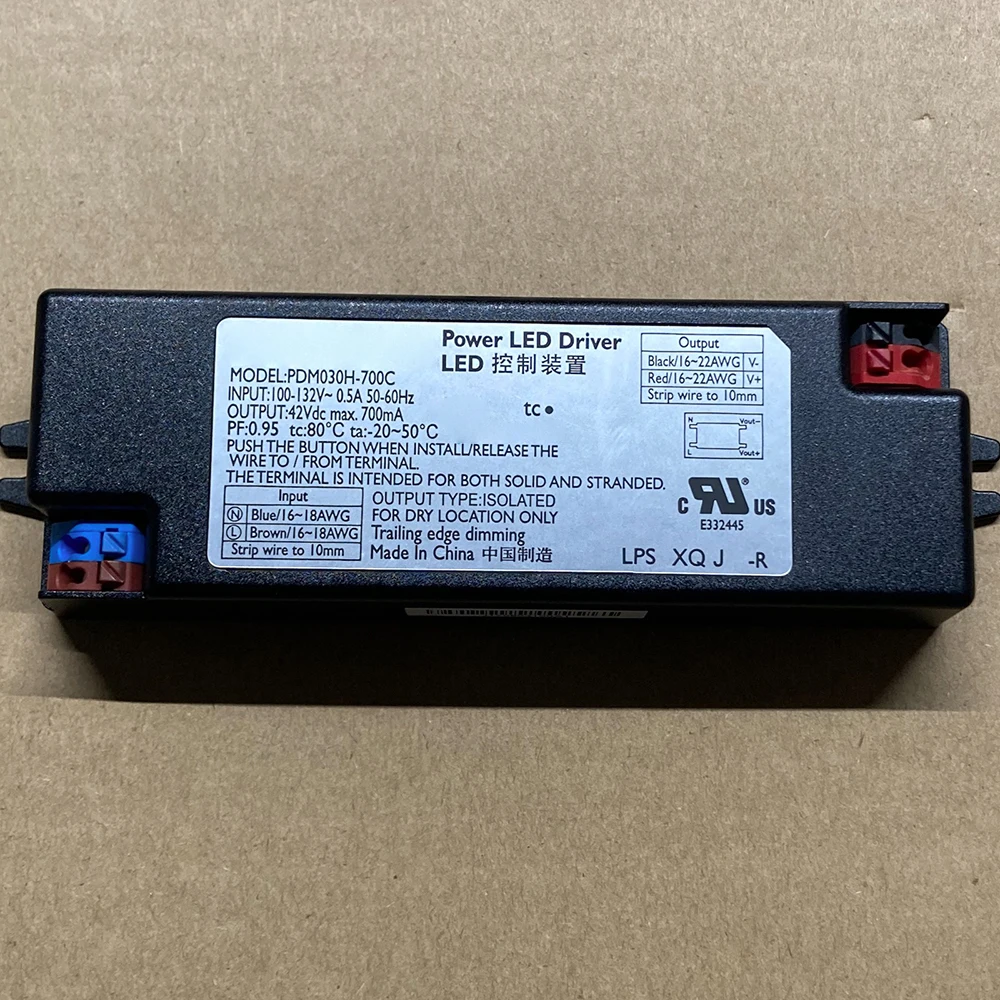 Power LED Driver
LED 控制装置
MODEL:PDM030H-700C
INPUT:100-132V~ 0.5A 50-60Hz
OUTPUT:42Vdc max. 700mA
PF:0.95 tc:80°C ta:-20~50°C
PUSH THE BUTTON WHEN INSTALL/RELEASE THE
WIRE TO / FROM TERMINAL.
THE TERMINAL IS INTENDED FOR BOTH SOLID AND STRANDED.
tc
Output
Black/16~22AWG V-
Red/16~22AWG V+
Strip wire to 10mm
N Vout-
L Vout+
Input
N Blue/16~18AWG
L Brown/16~18AWG
Strip wire to 10mm
OUTPUT TYPE:ISOLATED
FOR DRY LOCATION ONLY
Trailing edge dimming
Made In China 中国制造
C RU ® US
E332445
LPS XQ J -R